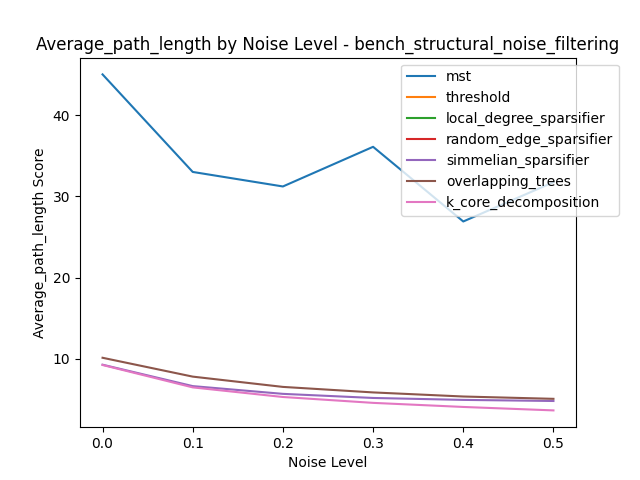 Average_path_length by Noise Level - bench_structural_noise_filtering
mst
threshold
local_degree_sparsifier
random_edge_sparsifier
simmelian_sparsifier
overlapping_trees
k_core_decomposition
Average_path_length Score
40
30
20
10
0.0 0.1 0.2 0.3 0.4 0.5
Noise Level